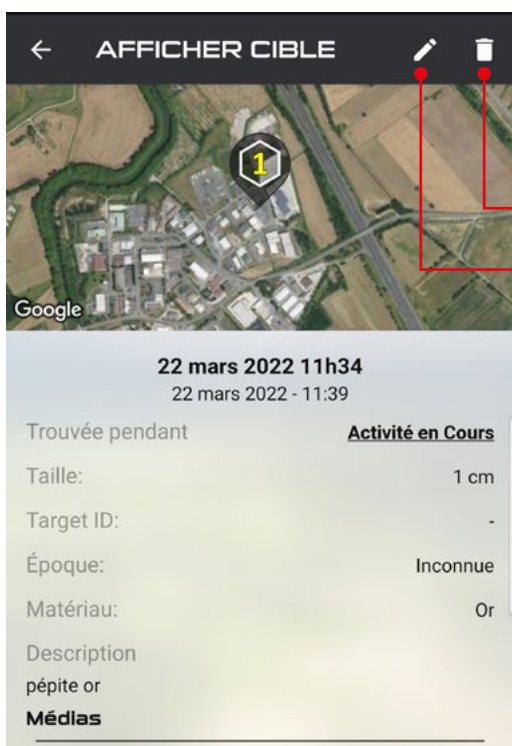 AFFICHER CIBLE
1
Google
22 mars 2022 11h34
22 mars 2022 - 11:39
Trouvée pendant Activité en Cours
Taille: 1 cm
Target ID: -
Époque: Inconnue
Matériau: Or
Description
pépite or
Médias